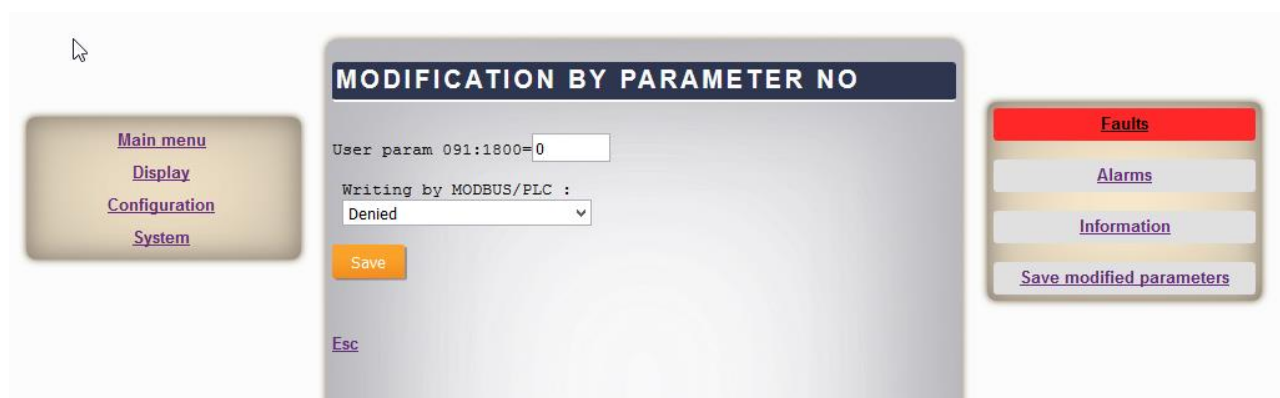 MODIFICATION BY PARAMETER NO
Main menu
Display
Configuration
System
User param 091:1800=0
Writing by MODBUS/PLC :
Denied
Save
Esc
Faults
Alarms
Information
Save modified parameters